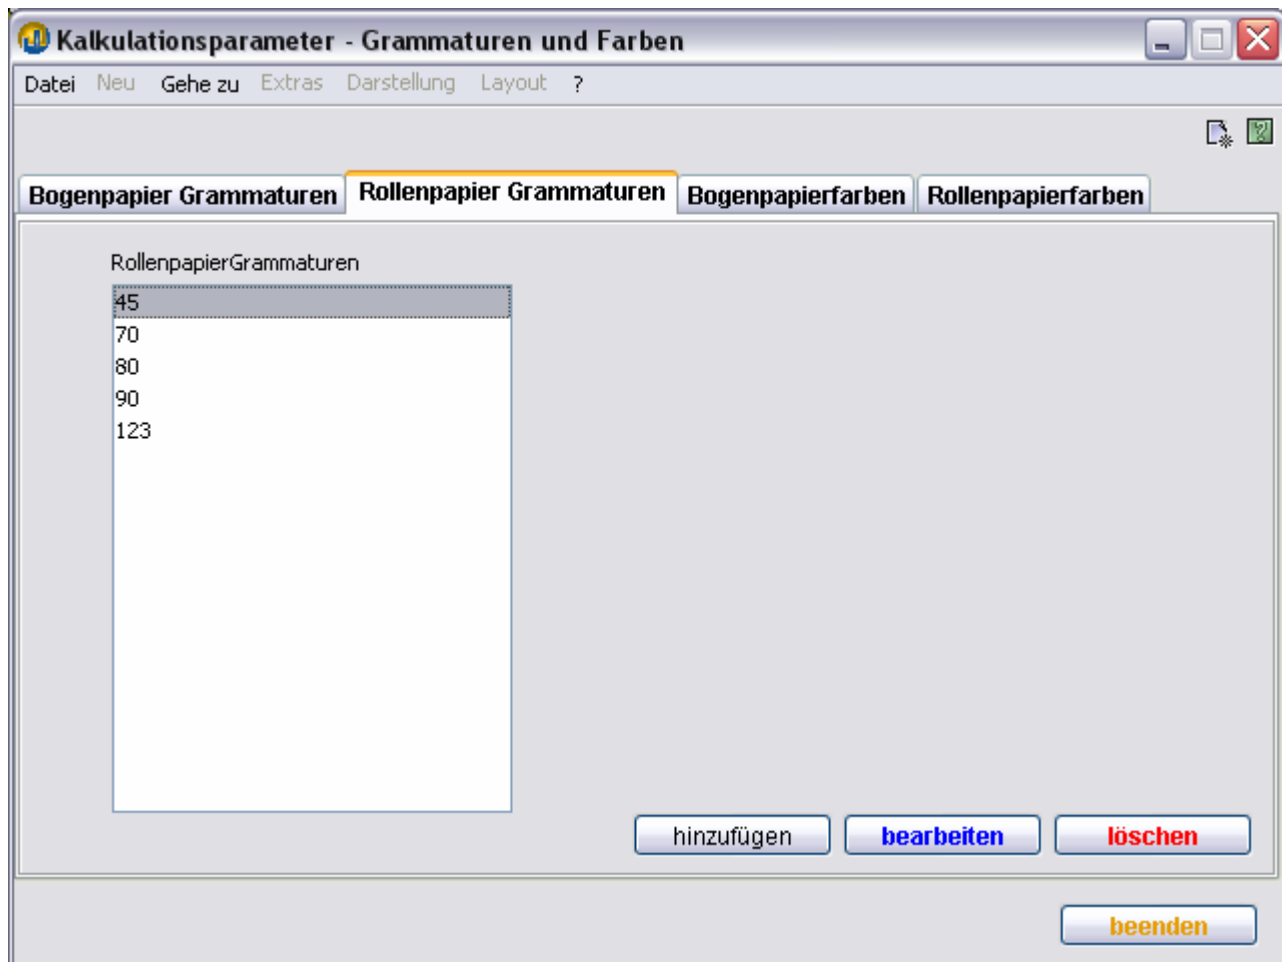 Kalkulationsparameter - Grammaturen und Farben
Datei Neu Gehe zu Extras Darstellung Layout ?
Bogenpapier Grammaturen Rollenpapier Grammaturen Bogenpapierfarben Rollenpapierfarben
RollenpapierGrammaturen
45
70
80
90
123
hinzufügen bearbeiten löschen
beenden